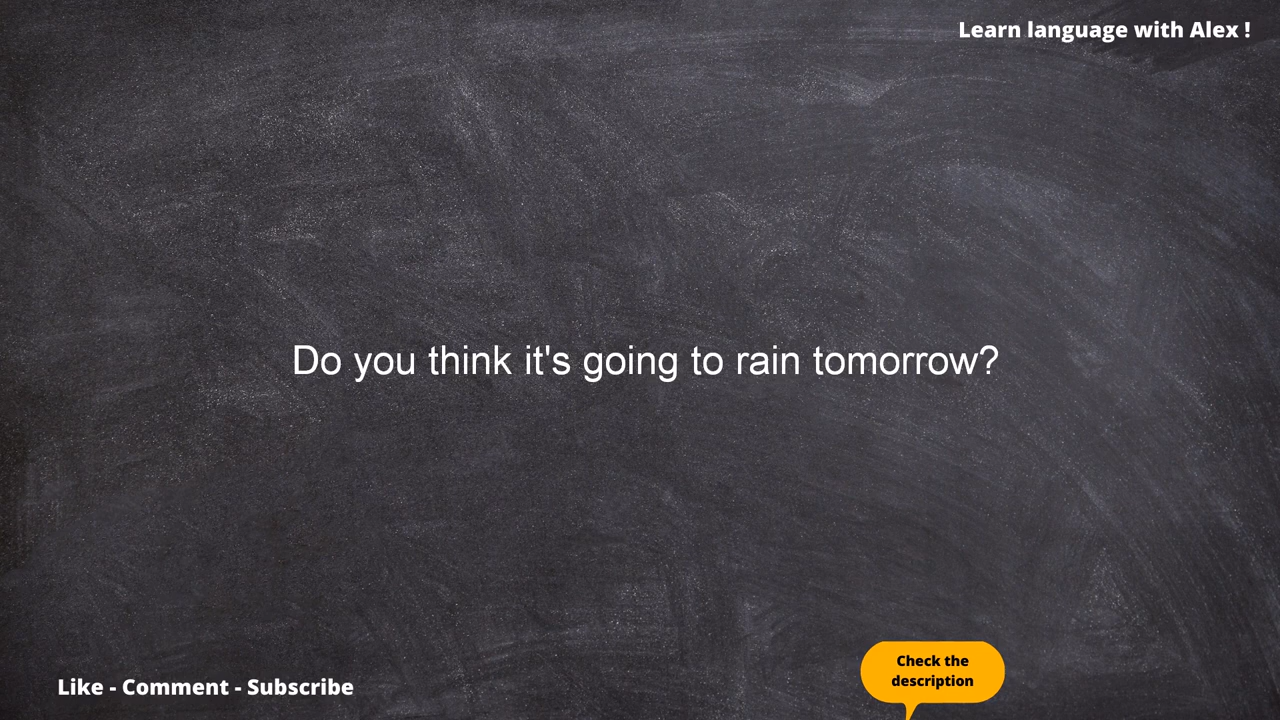 Learn language with Alex !
Do you think it's going to rain tomorrow?
Like - Comment - Subscribe
Check the
description